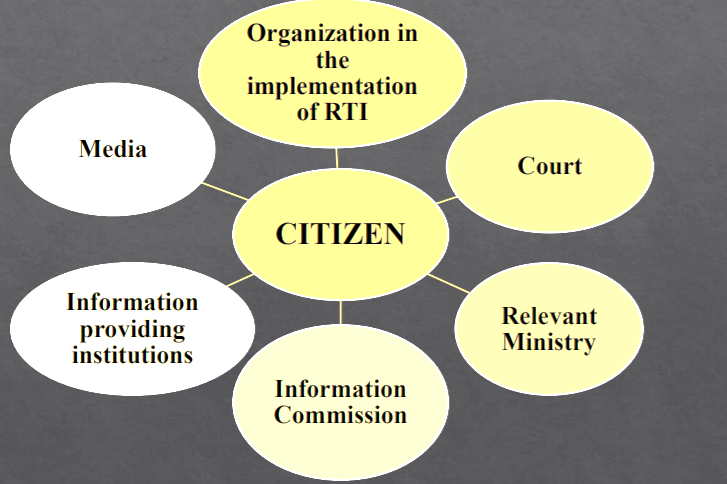 Organization in
the
implementation
of RTI
Media
Court
CITIZEN
Information
providing
institutions
Relevant
Ministry
Information
Commission